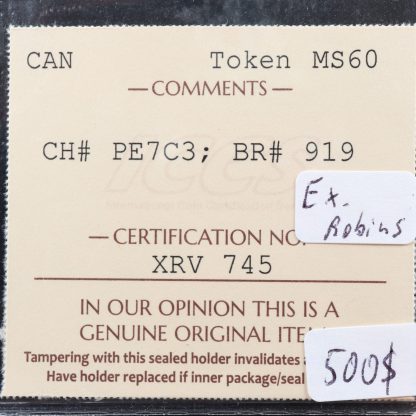 CAN Token MS60
— COMMENTS —
CH# PE7C3; BR# 919
ICCS
Ex.
Robins
— CERTIFICATION NO.
XRV 745
IN OUR OPINION THIS IS A
GENUINE ORIGINAL ITEM
Tampering with this sealed holder invalidates
Have holder replaced if inner package/seal
500$